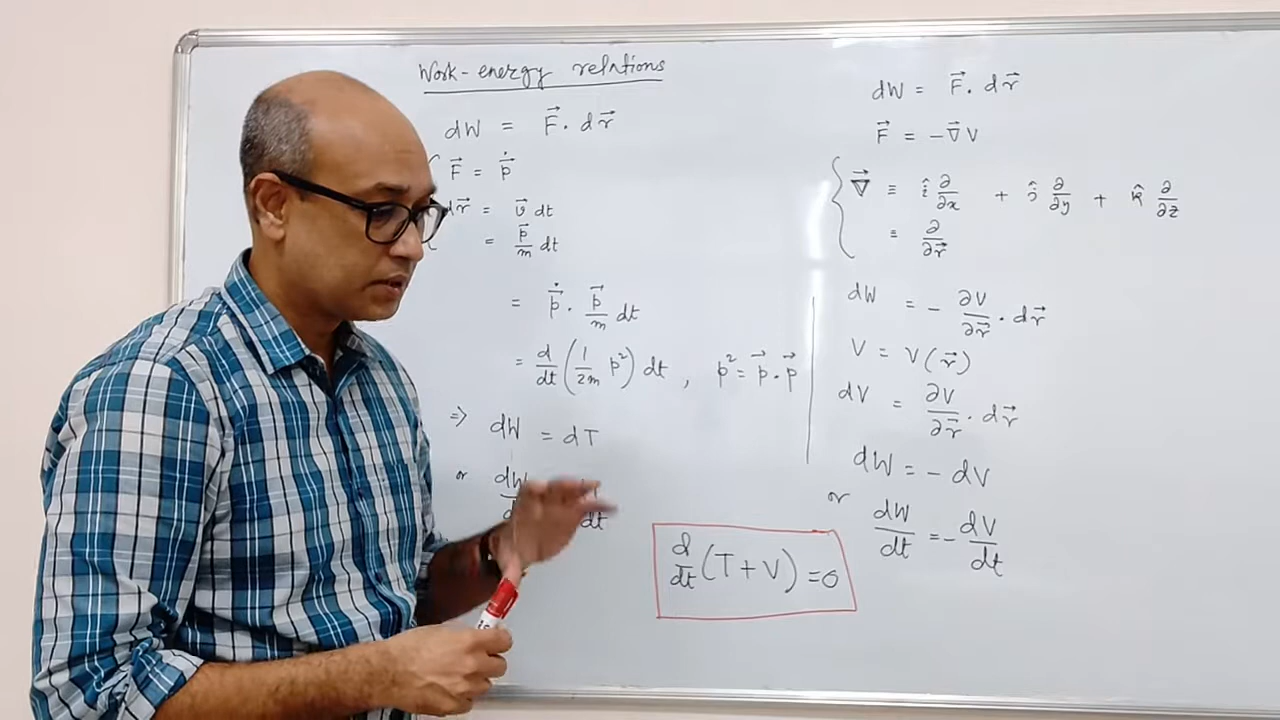 Work-energy relations
dW = F⃗ . dr⃗
F⃗ = ṗ⃗
dr⃗ = v⃗ dt
= p⃗/m dt
= ṗ⃗ . p⃗/m dt
= d/dt (1/2m p²) dt , p² = p⃗ . p⃗
=> dW = dT
or dW
dt
dW = F⃗ . dr⃗
F⃗ = -∇⃗V
∇⃗ ≡ î ∂/∂x + ĵ ∂/∂y + k̂ ∂/∂z
≡ ∂/∂r⃗
dW = - ∂V/∂r⃗ . dr⃗
V = V(r⃗)
dV = ∂V/∂r⃗ . dr⃗
dW = - dV
or dW/dt = - dV/dt
d/dt (T+V) = 0